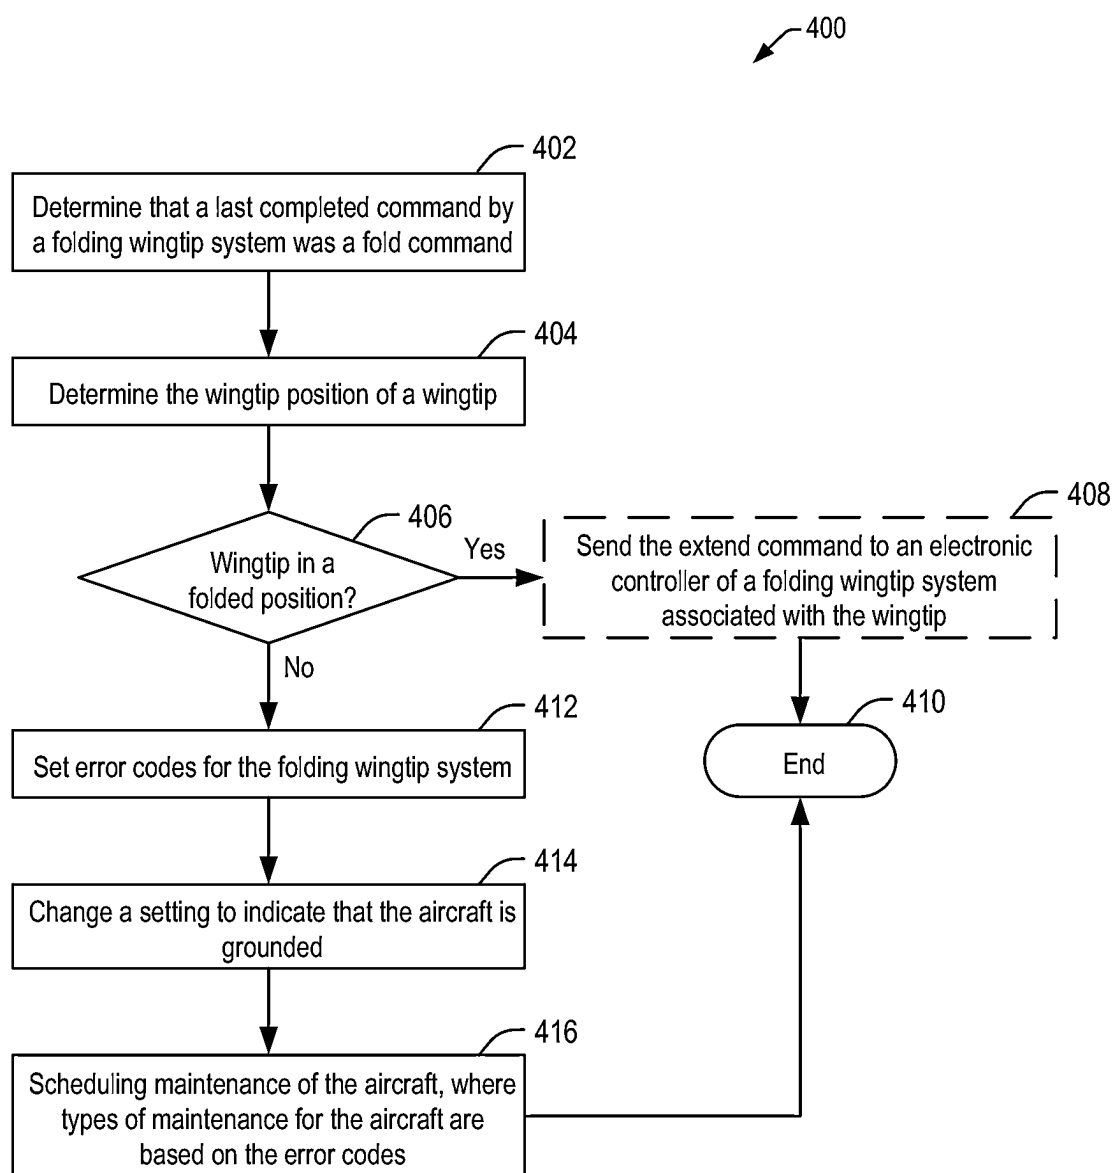 400
402
Determine that a last completed command by
a folding wingtip system was a fold command
404
Determine the wingtip position of a wingtip
406
Wingtip in a
folded position?
Yes
408
Send the extend command to an electronic
controller of a folding wingtip system
associated with the wingtip
No
410
End
412
Set error codes for the folding wingtip system
414
Change a setting to indicate that the aircraft is
grounded
416
Scheduling maintenance of the aircraft, where
types of maintenance for the aircraft are
based on the error codes